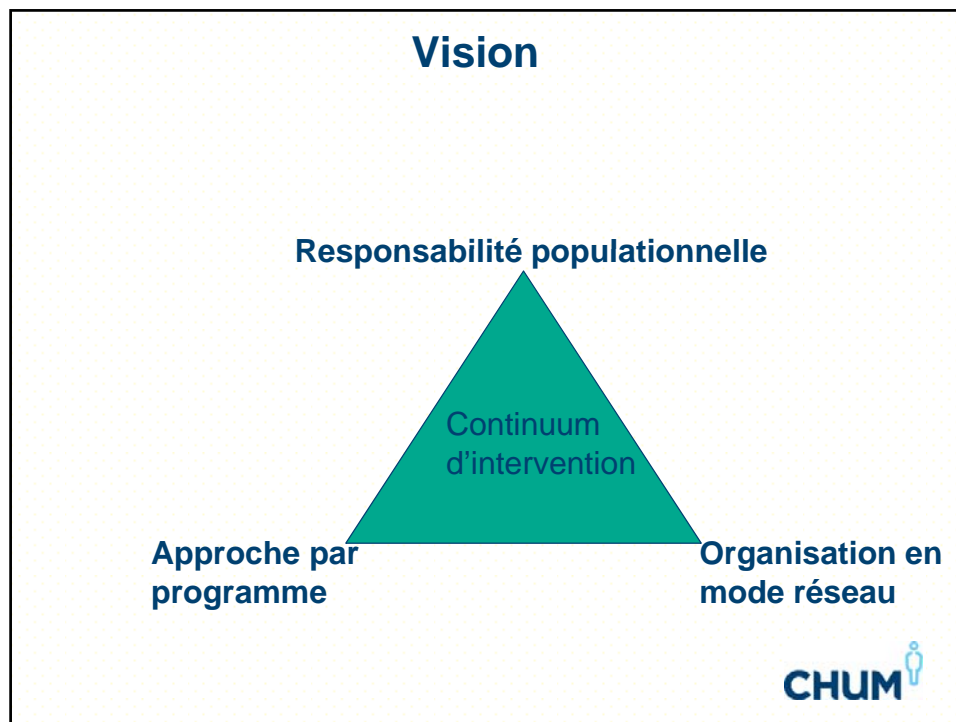 Vision
Responsabilité populationnelle
Continuum
d'intervention
Approche par
programme
Organisation en
mode réseau
CHUM